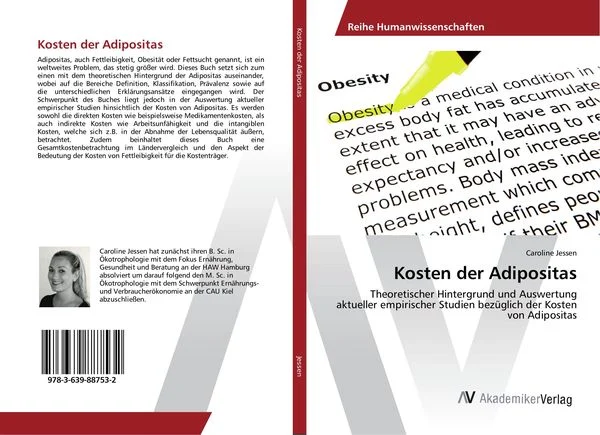 Kosten der Adipositas
Adipositas, auch Fettleibigkeit, Obesität oder Fettsucht genannt, ist ein
weltweites Problem, das stetig größer wird. Dieses Buch setzt sich zum
einen mit dem theoretischen Hintergrund der Adipositas auseinander,
wobei auf die Bereiche Definition, Klassifikation, Prävalenz sowie auf
die unterschiedlichen Erklärungsansätze eingegangen wird. Der
Schwerpunkt des Buches liegt jedoch in der Auswertung aktueller
empirischer Studien hinsichtlich der Kosten von Adipositas. Es werden
sowohl die direkten Kosten wie beispielsweise Medikamentenkosten, als
auch indirekte Kosten wie Arbeitsunfähigkeit und die intangiblen
Kosten, welche sich z.B. in der Abnahme der Lebensqualität äußern,
betrachtet. Zudem beinhaltet dieses Buch eine
Gesamtkostenbetrachtung im Ländervergleich und den Aspekt der
Bedeutung der Kosten von Fettleibigkeit für die Kostenträger.
Caroline Jessen hat zunächst ihren B. Sc. in
Ökotrophologie mit dem Fokus Ernährung,
Gesundheit und Beratung an der HAW Hamburg
absolviert um darauf folgend den M. Sc. in
Ökotrophologie mit dem Schwerpunkt Ernährungs-
und Verbraucherökonomie an der CAU Kiel
abzuschließen.
978-3-639-88753-2
Kosten der Adipositas
Jessen
Reihe Humanwissenschaften
Obesity
Obesity is a medical condition in
excess body fat has accumulate
extent that it may have an adv
effect on health, leading to re
expectancy and/or increase
problems. Body mass inde
measurement which com
height, defines peo
if their BM
Caroline Jessen
Kosten der Adipositas
Theoretischer Hintergrund und Auswertung
aktueller empirischer Studien bezüglich der Kosten
von Adipositas
AV AkademikerVerlag